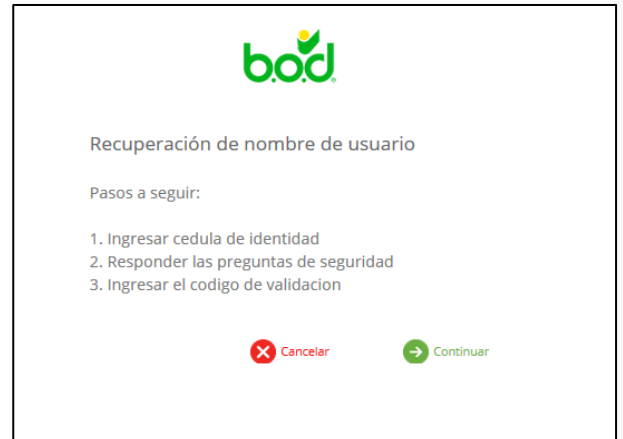 b.o.d.
Recuperación de nombre de usuario
Pasos a seguir:
1. Ingresar cedula de identidad
2. Responder las preguntas de seguridad
3. Ingresar el codigo de validacion
Cancelar
Continuar